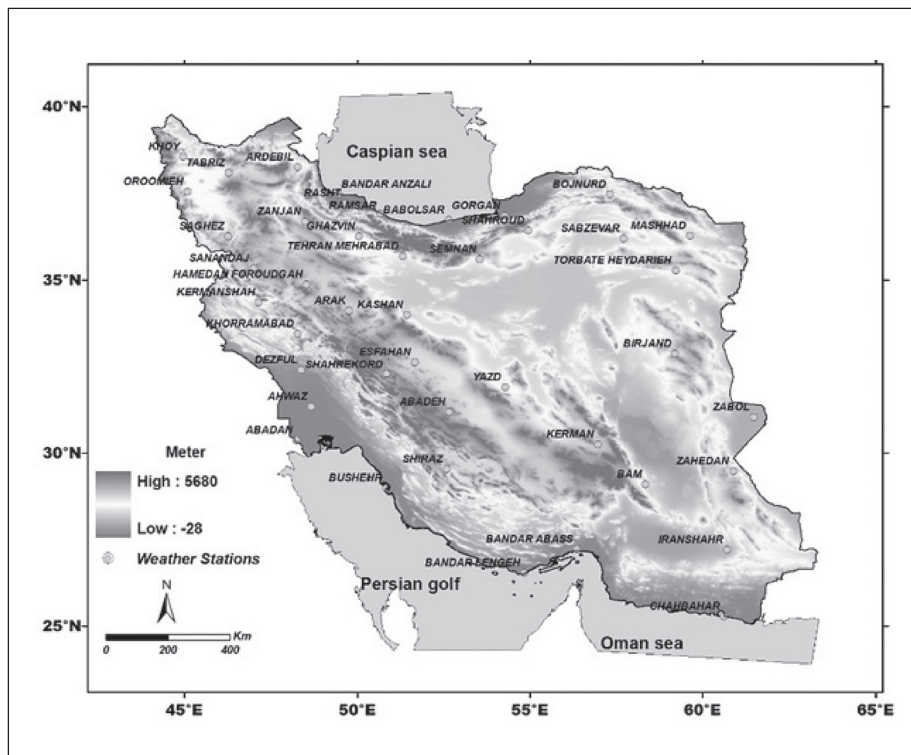 40°N
Caspian sea
KHOY
TABRIZ
ARDEBIL
OROOMIEH
RASHT
BANDAR ANZALI
RAMSAR
BABOLSAR
GORGAN
BOJNURD
ZANJAN
SHAHROUD
SAGHEZ
GHAZVIN
SABZEVAR
MASHHAD
TEHRAN MEHRABAD
SEMNAN
SANANDAJ
TORBATE HEYDARIEH
HAMEDAN FOROUDGAH
35°N
KERMANSHAH
ARAK
KASHAN
KHORRAMABAD
BIRJAND
ESFAHAN
DEZFUL
SHAHREKORD
YAZD
AHWAZ
ABADEH
ZABOL
ABADAN
KERMAN
30°N
Meter
SHIRAZ
ZAHEDAN
High : 5680
BUSHEHR
BAM
Low : -28
BANDAR ABASS
IRANSHAHR
Weather Stations
BANDAR LENGEH
Persian golf
N
CHAHBAHAR
25°N
Km
0 200 400
Oman sea
45°E 50°E 55°E 60°E 65°E